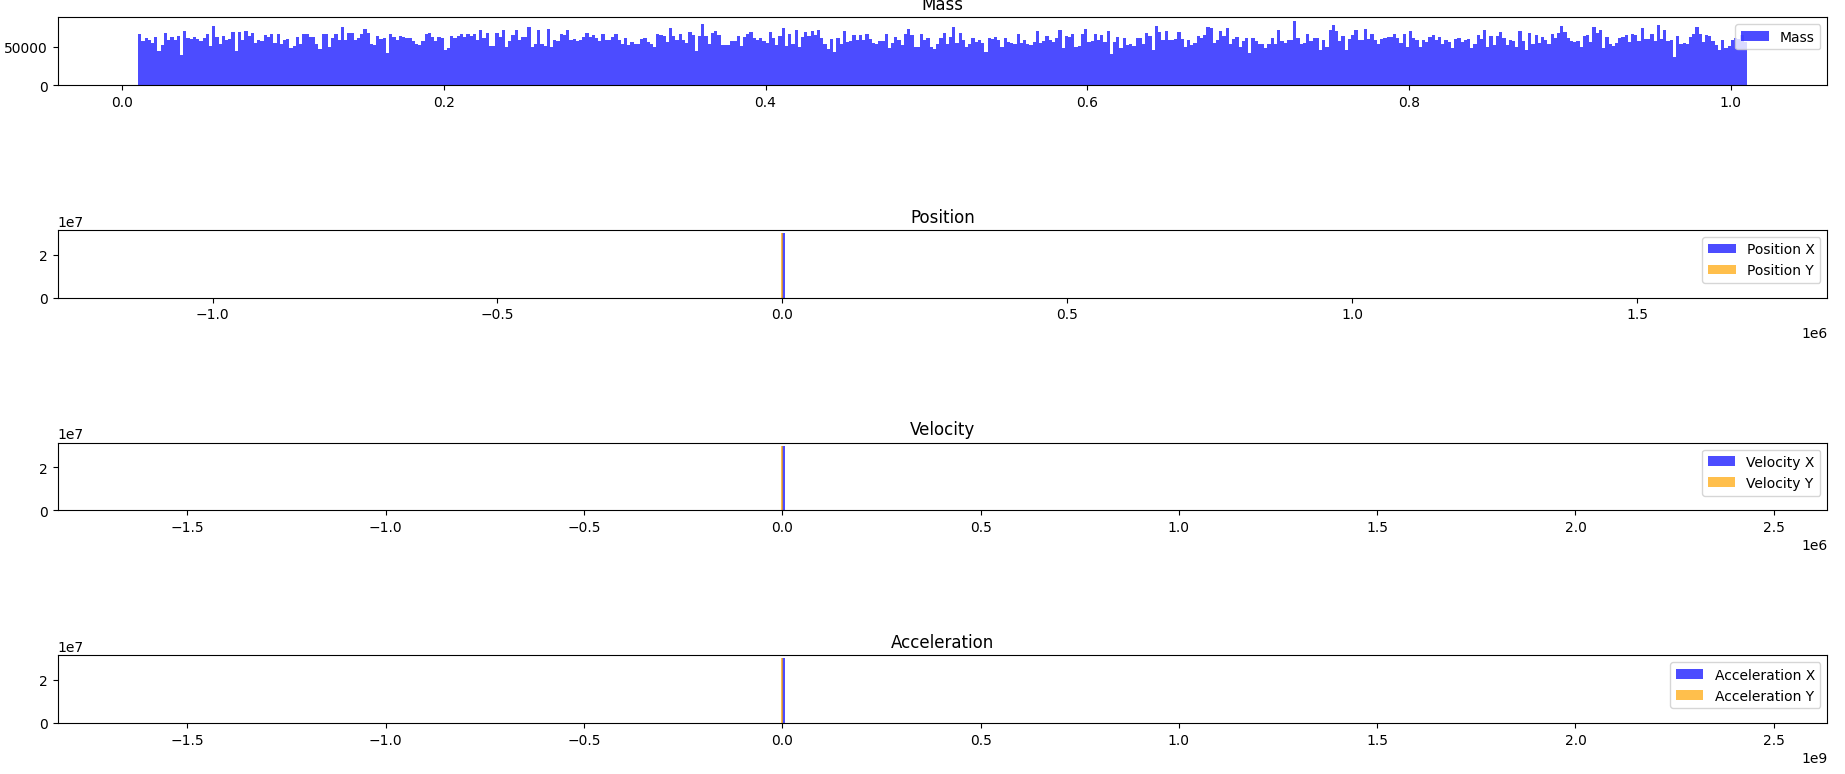 Mass
50000
0
Mass
0.0 0.2 0.4 0.6 0.8 1.0
Position
1e7
2
0
Position X
Position Y
−1.0 −0.5 0.0 0.5 1.0 1.5
1e6
Velocity
1e7
2
0
Velocity X
Velocity Y
−1.5 −1.0 −0.5 0.0 0.5 1.0 1.5 2.0 2.5
1e6
Acceleration
1e7
2
0
Acceleration X
Acceleration Y
−1.5 −1.0 −0.5 0.0 0.5 1.0 1.5 2.0 2.5
1e9